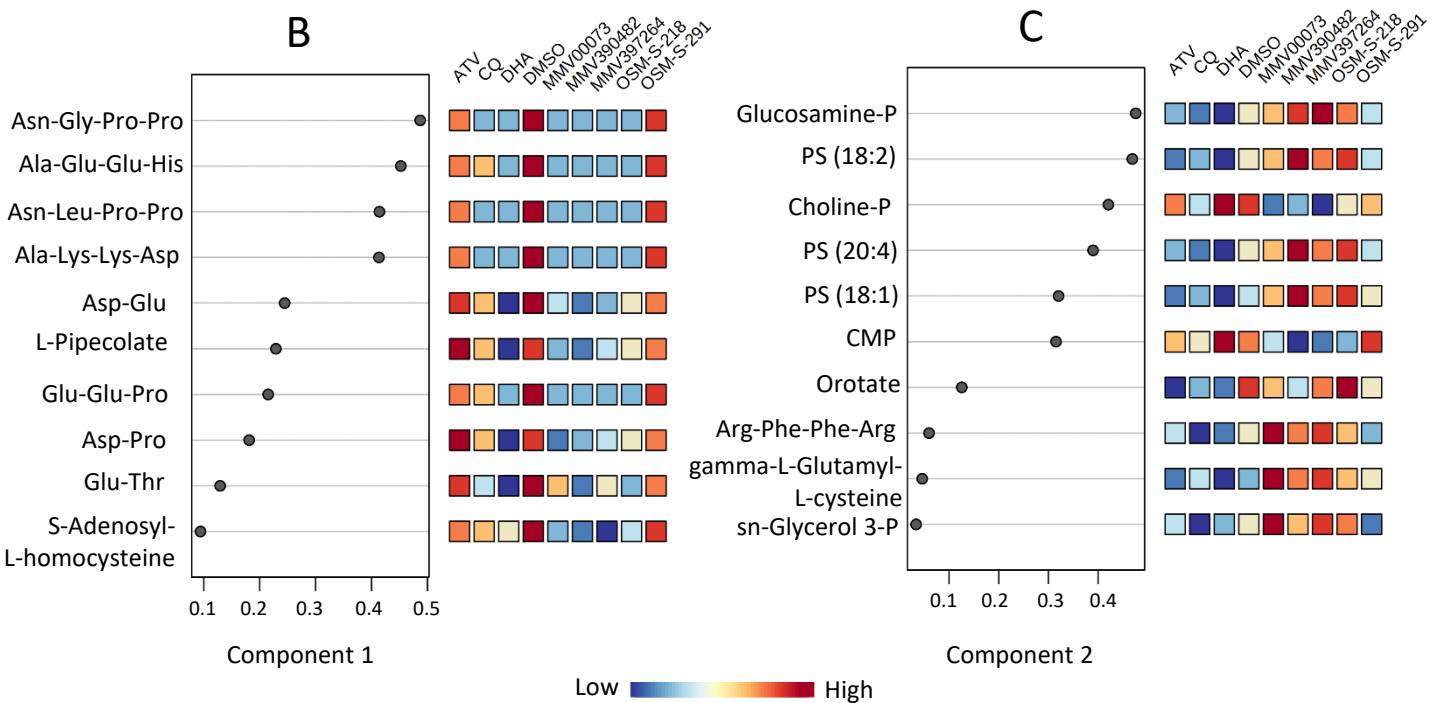 B
ATV
CQ
DHA
DMSO
MMV00073
MMV390482
MMV397264
OSM-S-218
OSM-S-291
Asn-Gly-Pro-Pro
Ala-Glu-Glu-His
Asn-Leu-Pro-Pro
Ala-Lys-Lys-Asp
Asp-Glu
L-Pipecolate
Glu-Glu-Pro
Asp-Pro
Glu-Thr
S-Adenosyl-
L-homocysteine
0.1 0.2 0.3 0.4 0.5
Component 1
C
ATV
CQ
DHA
DMSO
MMV00073
MMV390482
MMV397264
OSM-S-218
OSM-S-291
Glucosamine-P
PS (18:2)
Choline-P
PS (20:4)
PS (18:1)
CMP
Orotate
Arg-Phe-Phe-Arg
gamma-L-Glutamyl-
L-cysteine
sn-Glycerol 3-P
0.1 0.2 0.3 0.4
Component 2
Low High